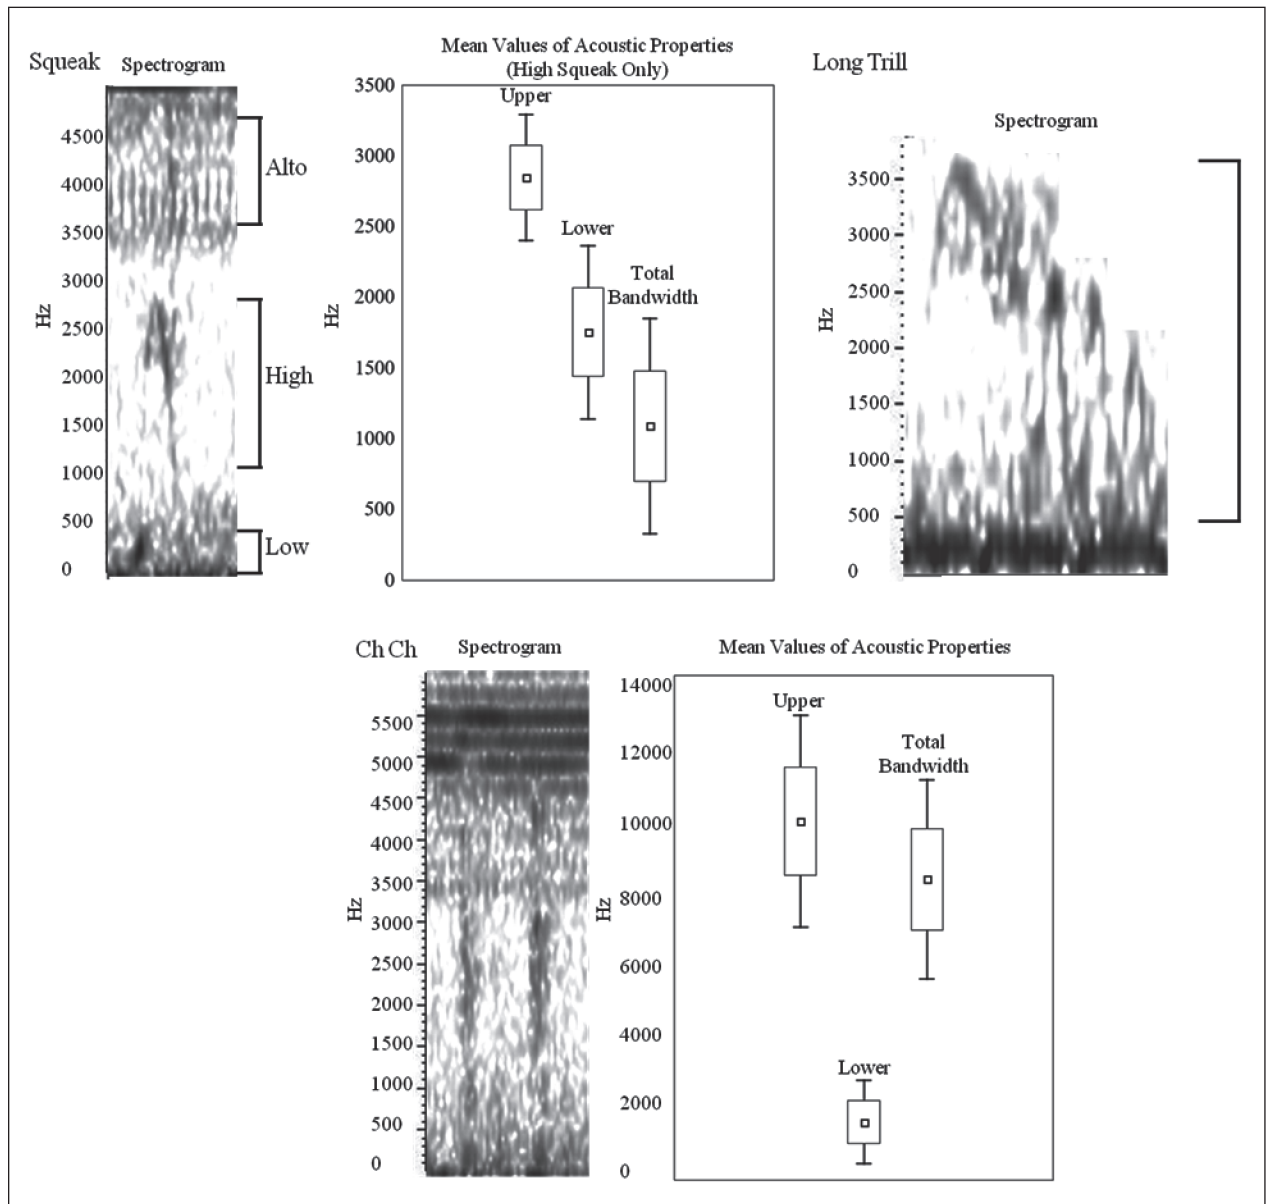 Squeak
Spectrogram
Hz
4500
4000
3500
3000
2500
2000
1500
1000
500
0
Alto
High
Low
Mean Values of Acoustic Properties
(High Squeak Only)
Hz
3500
3000
2500
2000
1500
1000
500
0
Upper
Lower
Total
Bandwidth
Long Trill
Spectrogram
Hz
3500
3000
2500
2000
1500
1000
500
0
Ch Ch
Spectrogram
Hz
5500
5000
4500
4000
3500
3000
2500
2000
1500
1000
500
0
Mean Values of Acoustic Properties
Hz
14000
12000
10000
8000
6000
4000
2000
0
Upper
Total
Bandwidth
Lower